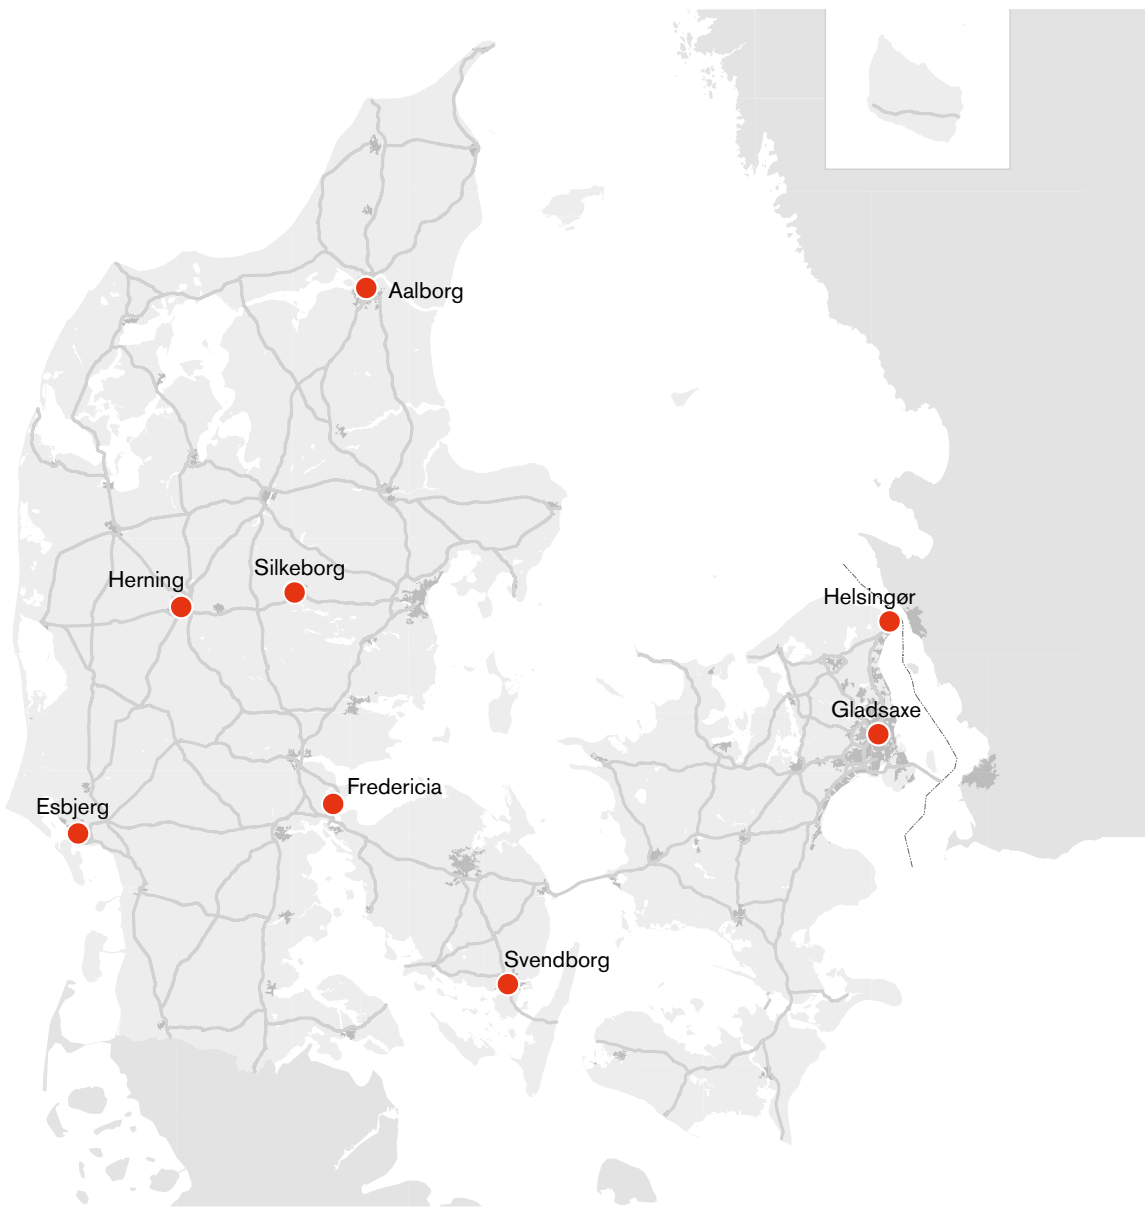 Aalborg
Silkeborg
Herning
Helsingør
Gladsaxe
Fredericia
Esbjerg
Svendborg